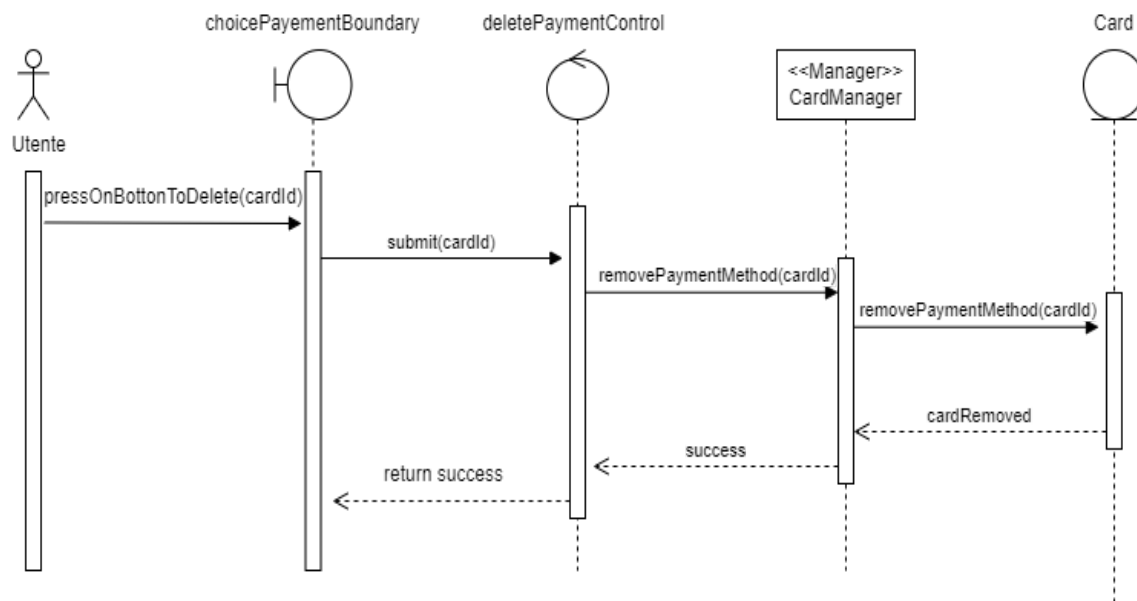 choicePayementBoundary
deletePaymentControl
Card
<<Manager>>
CardManager
Utente
pressOnBottonToDelete(cardId)
submit(cardId)
removePaymentMethod(cardId)
removePaymentMethod(cardId)
cardRemoved
success
return success